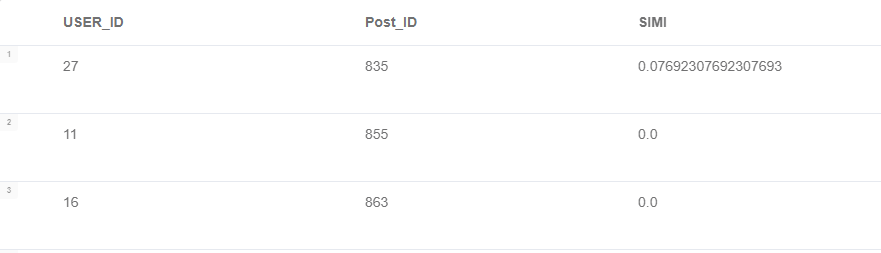 USER_ID Post_ID SIMI
1 27 835 0.07692307692307693
2 11 855 0.0
3 16 863 0.0